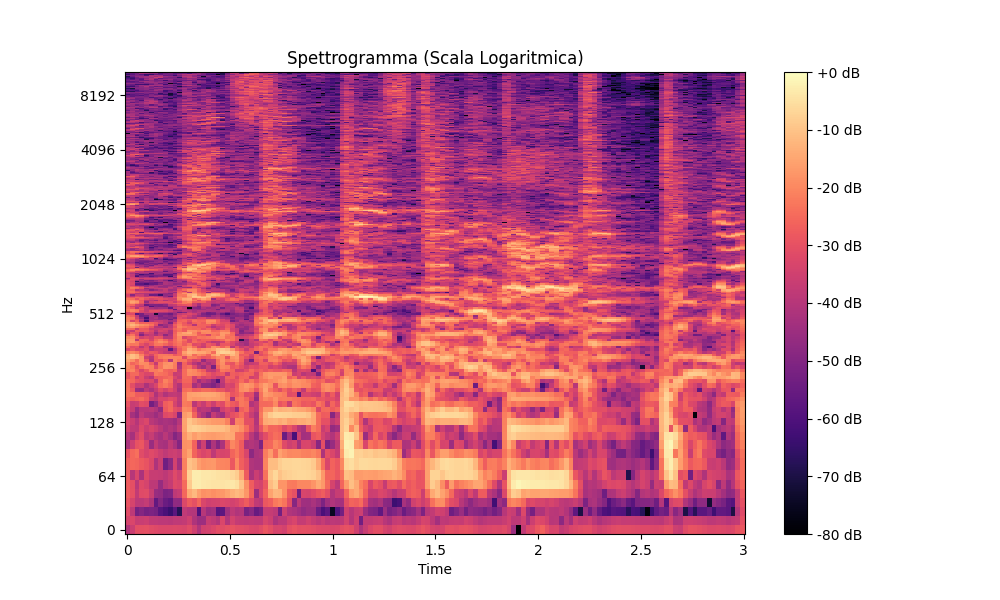 Spettrogramma (Scala Logaritmica)
Hz
8192
4096
2048
1024
512
256
128
64
0
0 0.5 1 1.5 2 2.5 3
Time
+0 dB
-10 dB
-20 dB
-30 dB
-40 dB
-50 dB
-60 dB
-70 dB
-80 dB